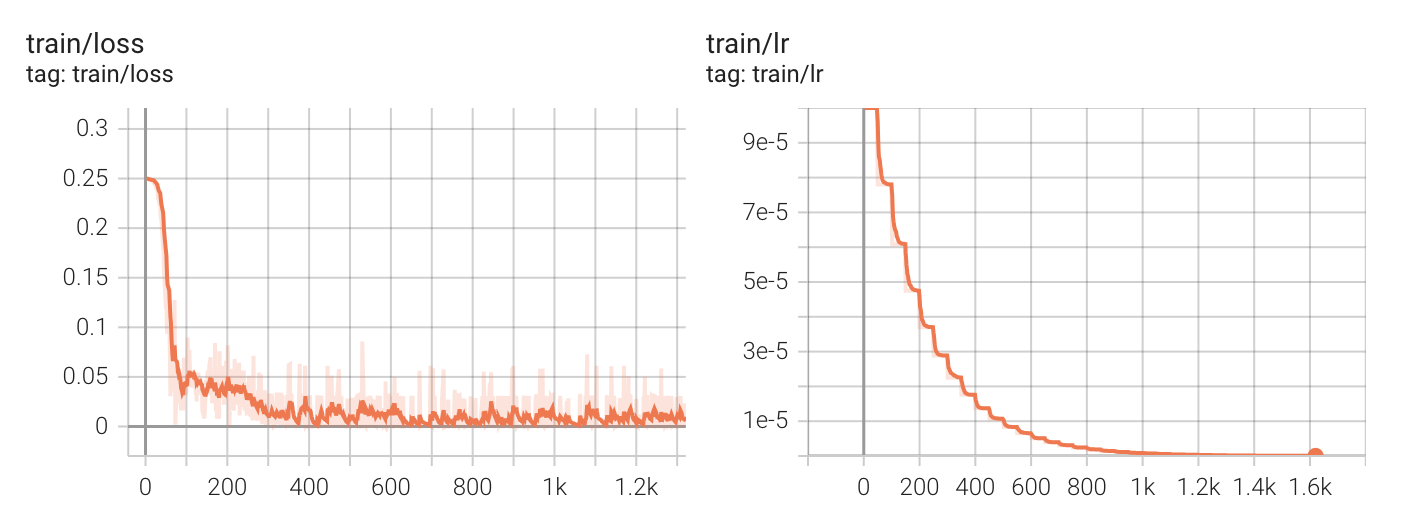 train/loss
tag: train/loss
0.3
0.25
0.2
0.15
0.1
0.05
0
0 200 400 600 800 1k 1.2k
train/lr
tag: train/lr
9e-5
7e-5
5e-5
3e-5
1e-5
0 200 400 600 800 1k 1.2k 1.4k 1.6k